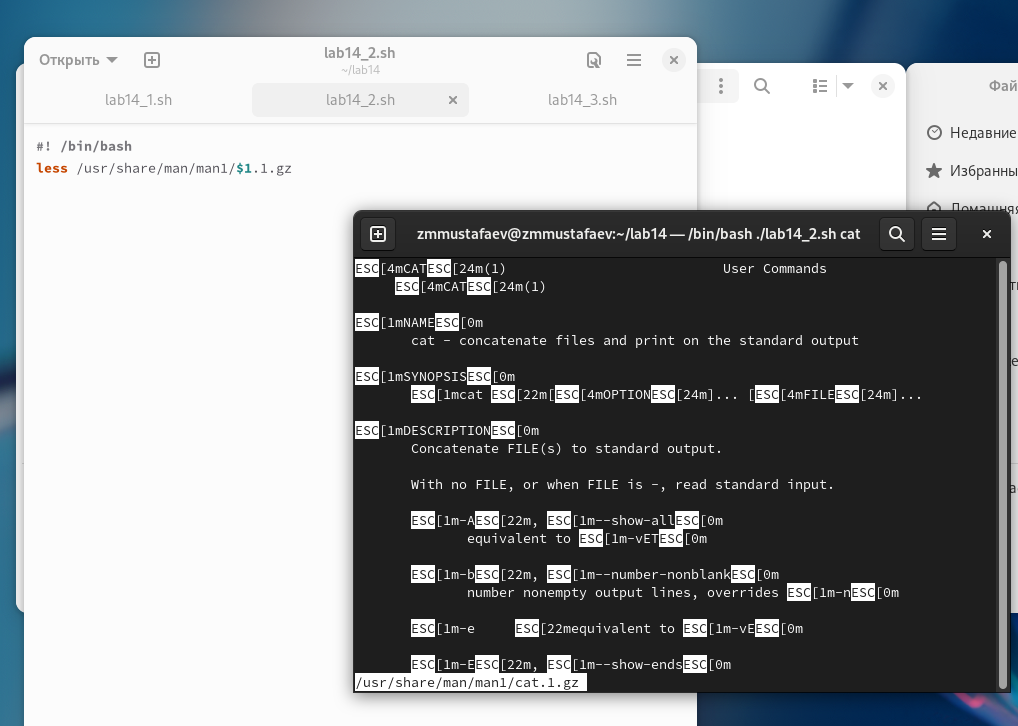 Открыть
lab14_2.sh
~/lab14
lab14_1.sh
lab14_2.sh
lab14_3.sh
#! /bin/bash
less /usr/share/man/man1/$1.1.gz
Недавние
zmmustafaev@zmmustafaev:~/lab14 — /bin/bash ./lab14_2.sh cat
ESC[4mCATESC[24m(1) User Commands
ESC[4mCATESC[24m(1)
ESC[1mNAMEESC[0m
cat - concatenate files and print on the standard output
ESC[1mSYNOPSISESC[0m
ESC[1mcat ESC[22m[ESC[4mOPTIONESC[24m]... [ESC[4mFILEESC[24m]...
ESC[1mDESCRIPTIONESC[0m
Concatenate FILE(s) to standard output.
With no FILE, or when FILE is -, read standard input.
ESC[1m-AESC[22m, ESC[1m--show-allESC[0m
equivalent to ESC[1m-vETESC[0m
ESC[1m-bESC[22m, ESC[1m--number-nonblankESC[0m
number nonempty output lines, overrides ESC[1m-nESC[0m
ESC[1m-e ESC[22mequivalent to ESC[1m-vEESC[0m
ESC[1m-EESC[22m, ESC[1m--show-endsESC[0m
/usr/share/man/man1/cat.1.gz